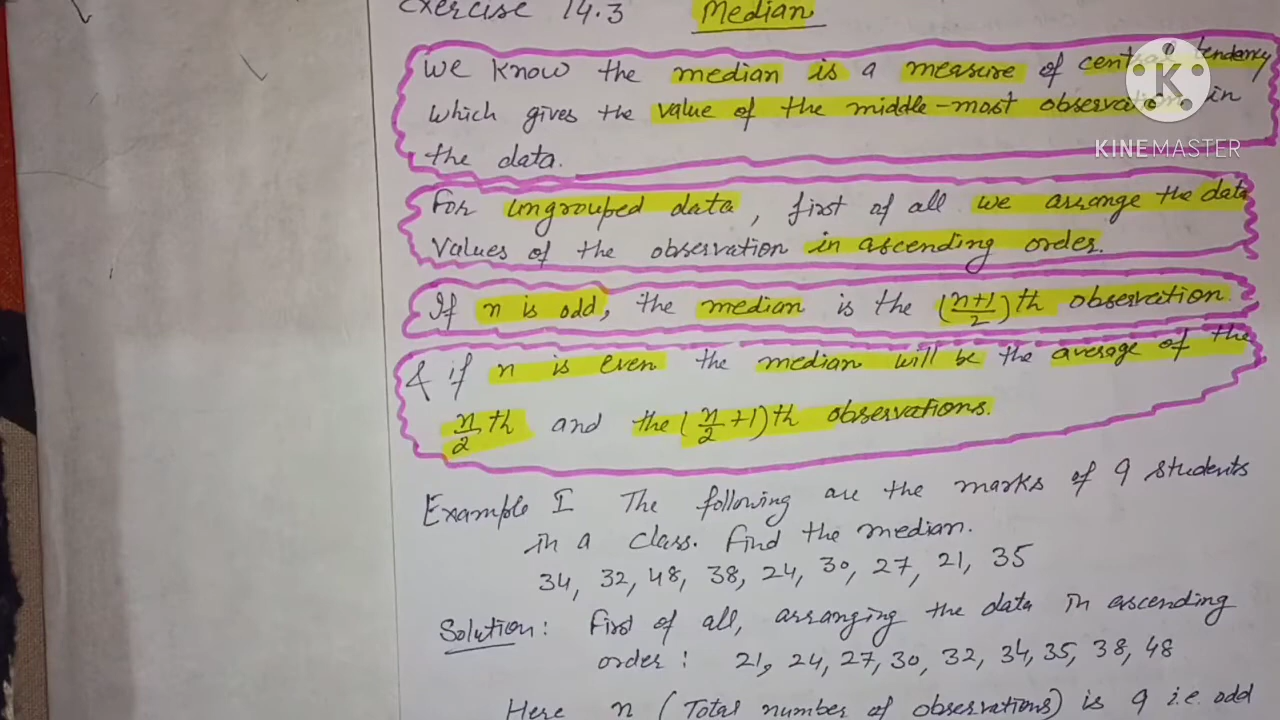 Exercise 14.3 Median
We know the median is a measure of central tendency
which gives the value of the middle-most observation in
the data.
For ungrouped data, first of all we arrange the data
values of the observation in ascending order.
If n is odd, the median is the (n+1/2)th observation.
& if n is even the median will be the average of the
n/2 th and the (n/2 +1)th observations.
Example I The following are the marks of 9 students
in a class. Find the median.
34, 32, 48, 38, 24, 30, 27, 21, 35
Solution: First of all, arranging the data in ascending
order: 21, 24, 27, 30, 32, 34, 35, 38, 48
Here n (Total number of observations) is 9 i.e. odd
K
KINEMASTER